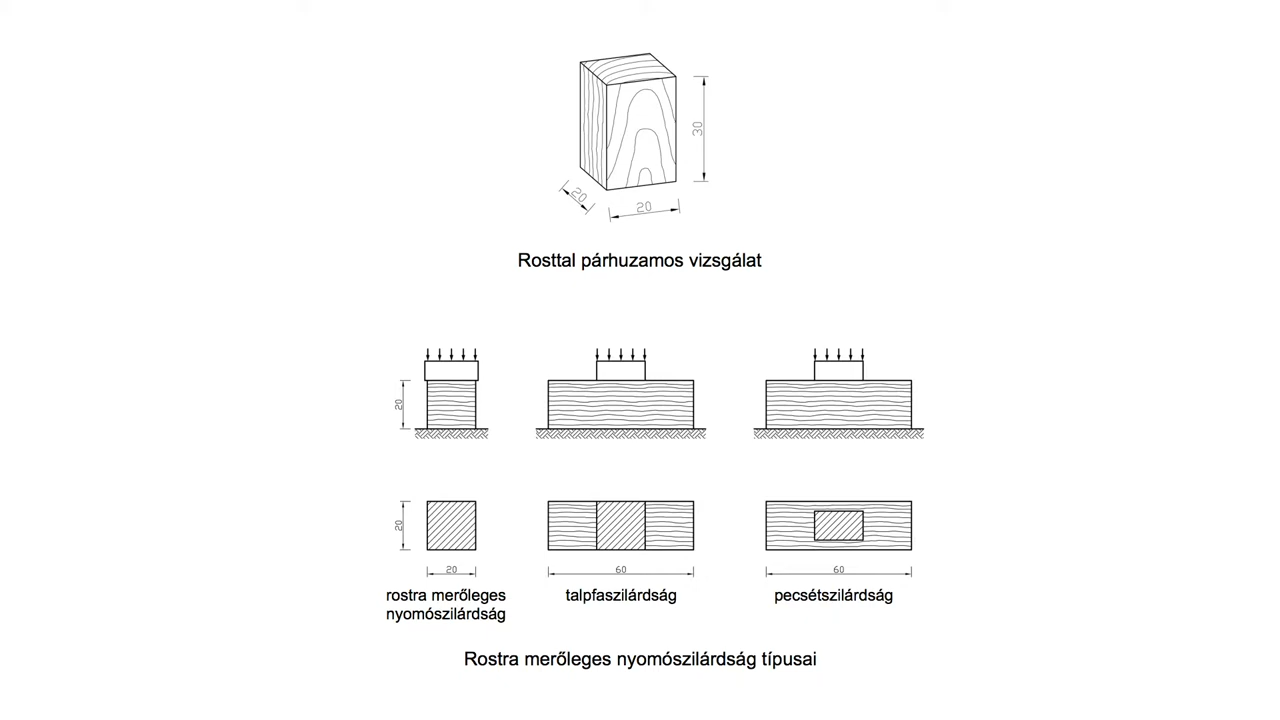 30
20
20
Rosttal párhuzamos vizsgálat
20
20
20
60
60
rostra merőleges
nyomószilárdság
talpfaszilárdság
pecsétszilárdság
Rostra merőleges nyomószilárdság típusai